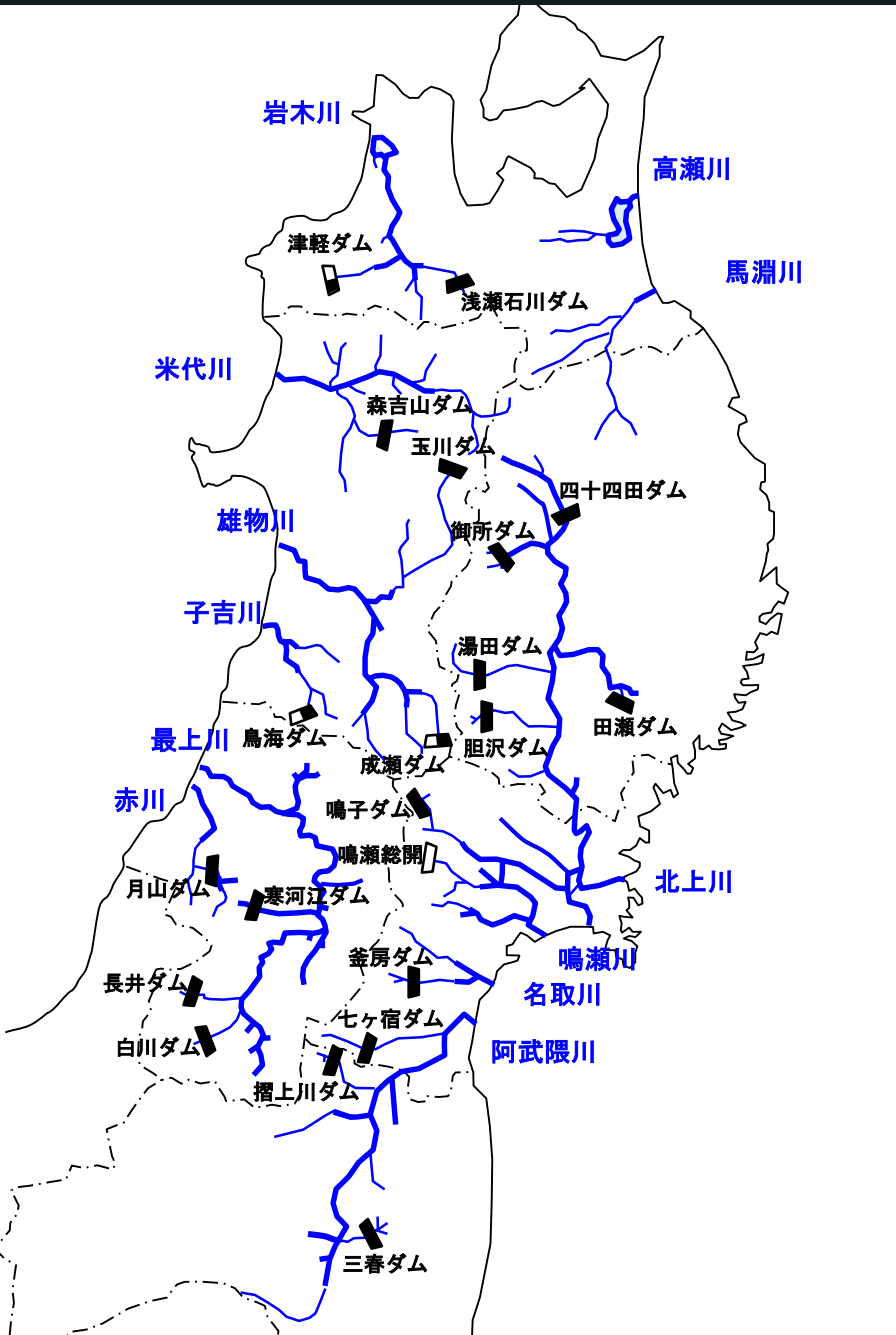 岩木川
高瀬川
津軽ダム
馬淵川
浅瀬石川ダム
米代川
森吉山ダム
玉川ダム
四十四田ダム
雄物川
御所ダム
子吉川
湯田ダム
田瀬ダム
最上川
鳥海ダム
胆沢ダム
成瀬ダム
赤川
鳴子ダム
鳴瀬総開
北上川
月山ダム
寒河江ダム
釜房ダム
鳴瀬川
長井ダム
名取川
七ヶ宿ダム
白川ダム
阿武隈川
摺上川ダム
三春ダム